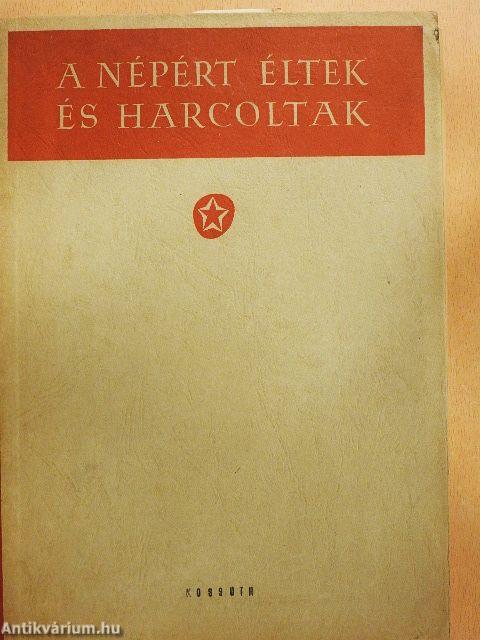 A NÉPÉRT ÉLTEK
ÉS HARCOLTAK
KOSSUTH
Antikvárium.hu